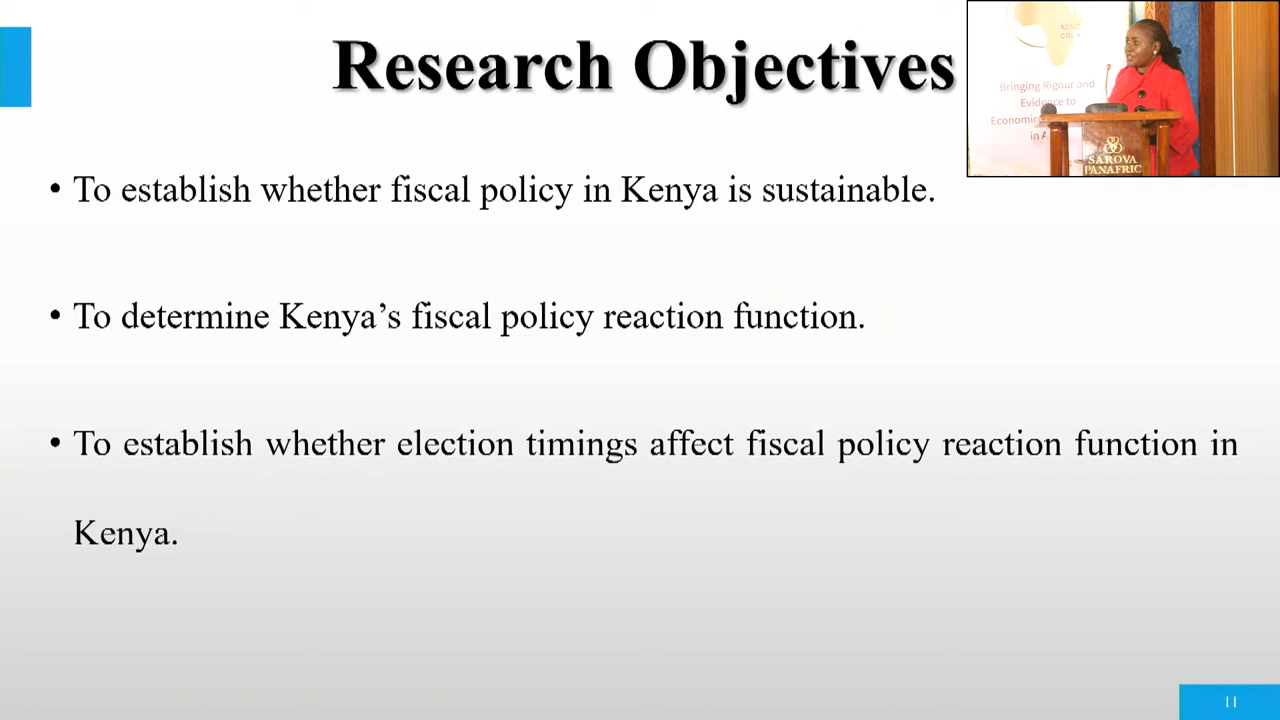 Research Objectives
• To establish whether fiscal policy in Kenya is sustainable.
• To determine Kenya’s fiscal policy reaction function.
• To establish whether election timings affect fiscal policy reaction function in
Kenya.
Bringing Rigour and
Evidence to
Economic
in A
SAROVA
PANAFRIC
11